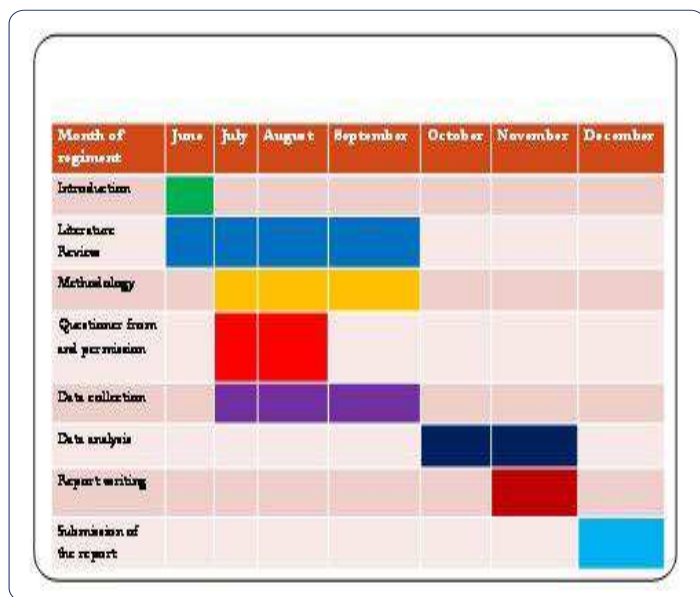 Month of June July August September October November December
regiment
Introduction
Literature
Review
Methodology
Questioner from
and permission
Data collection
Data analysis
Report writing
Submission of
the report